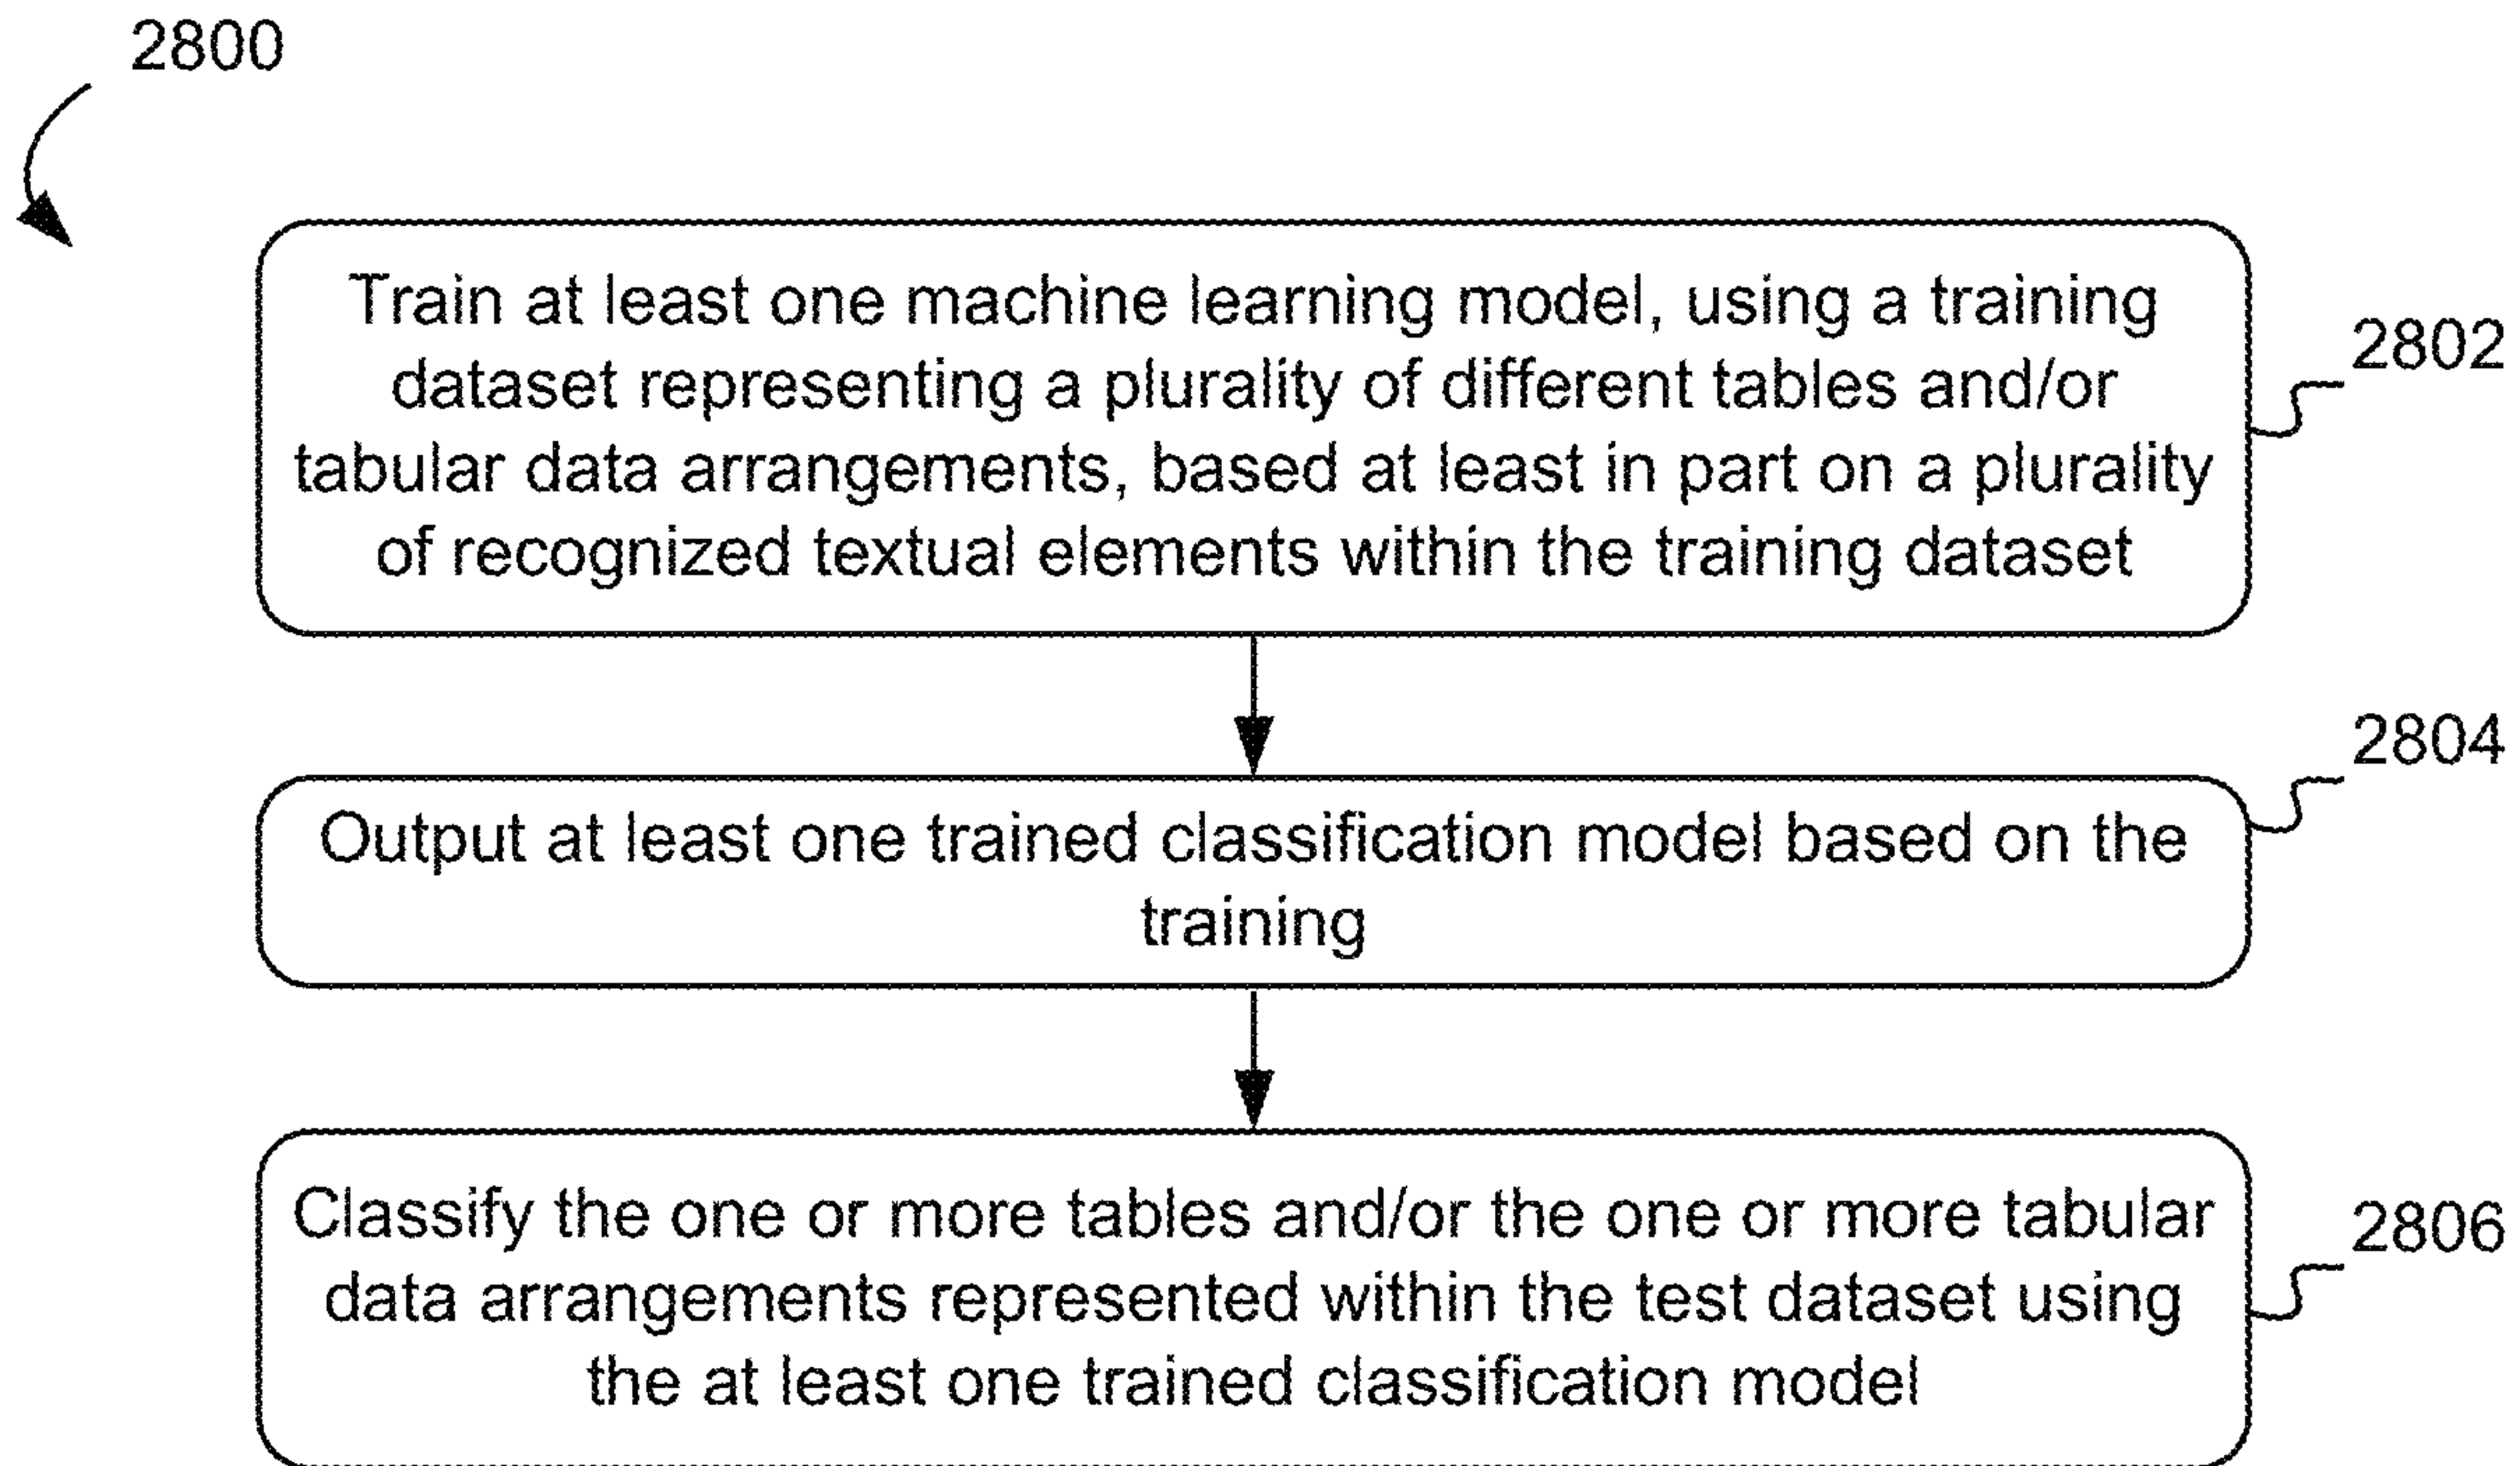 2800
Train at least one machine learning model, using a training
dataset representing a plurality of different tables and/or
tabular data arrangements, based at least in part on a plurality
of recognized textual elements within the training dataset
2802
Output at least one trained classification model based on the
training
2804
Classify the one or more tables and/or the one or more tabular
data arrangements represented within the test dataset using
the at least one trained classification model
2806